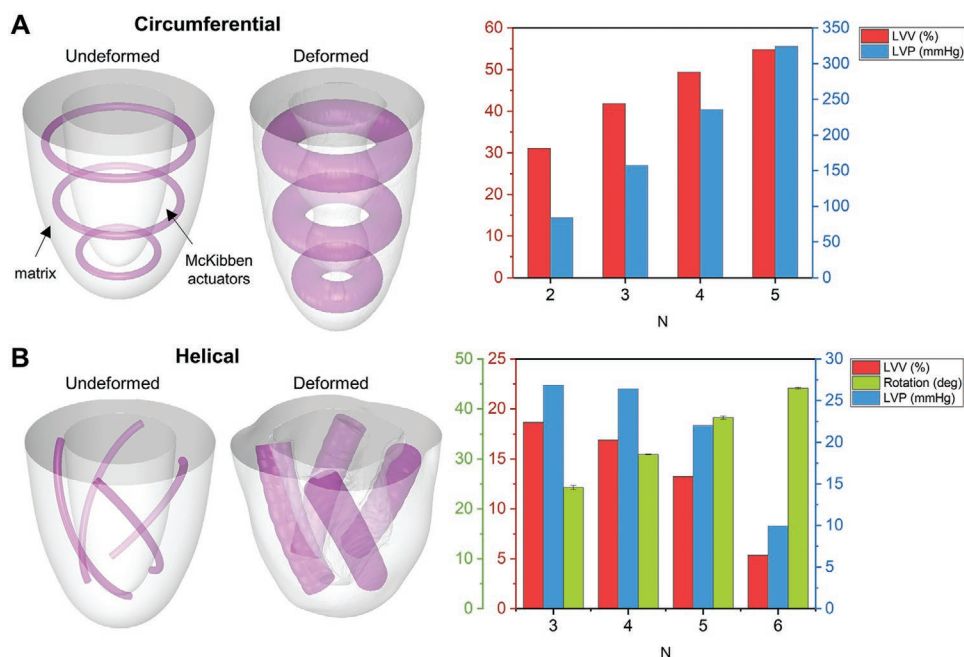 A
Circumferential
Undeformed
Deformed
matrix
McKibben
actuators
60
50
40
30
20
10
0
350
300
250
200
150
100
50
0
LVV (%)
LVP (mmHg)
2 3 4 5
N
B
Helical
Undeformed
Deformed
50
40
30
20
10
0
25
20
15
10
5
0
30
25
20
15
10
5
0
LVV (%)
Rotation (deg)
LVP (mmHg)
3 4 5 6
N